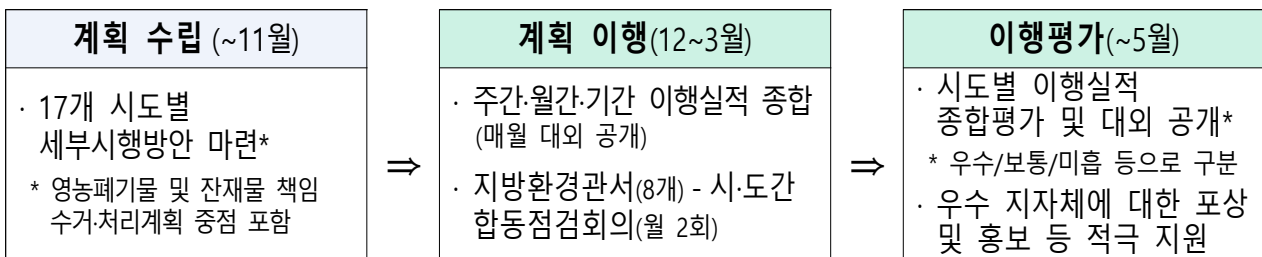 계획 수립 (~11월)
· 17개 시도별
세부시행방안 마련*
* 영농폐기물 및 잔재물 책임
수거·처리계획 중점 포함
⇒
계획 이행(12~3월)
· 주간·월간·기간 이행실적 종합
(매월 대외 공개)
· 지방환경관서(8개) - 시·도간
합동점검회의(월 2회)
⇒
이행평가(~5월)
· 시도별 이행실적
종합평가 및 대외 공개*
* 우수/보통/미흡 등으로 구분
· 우수 지자체에 대한 포상
및 홍보 등 적극 지원